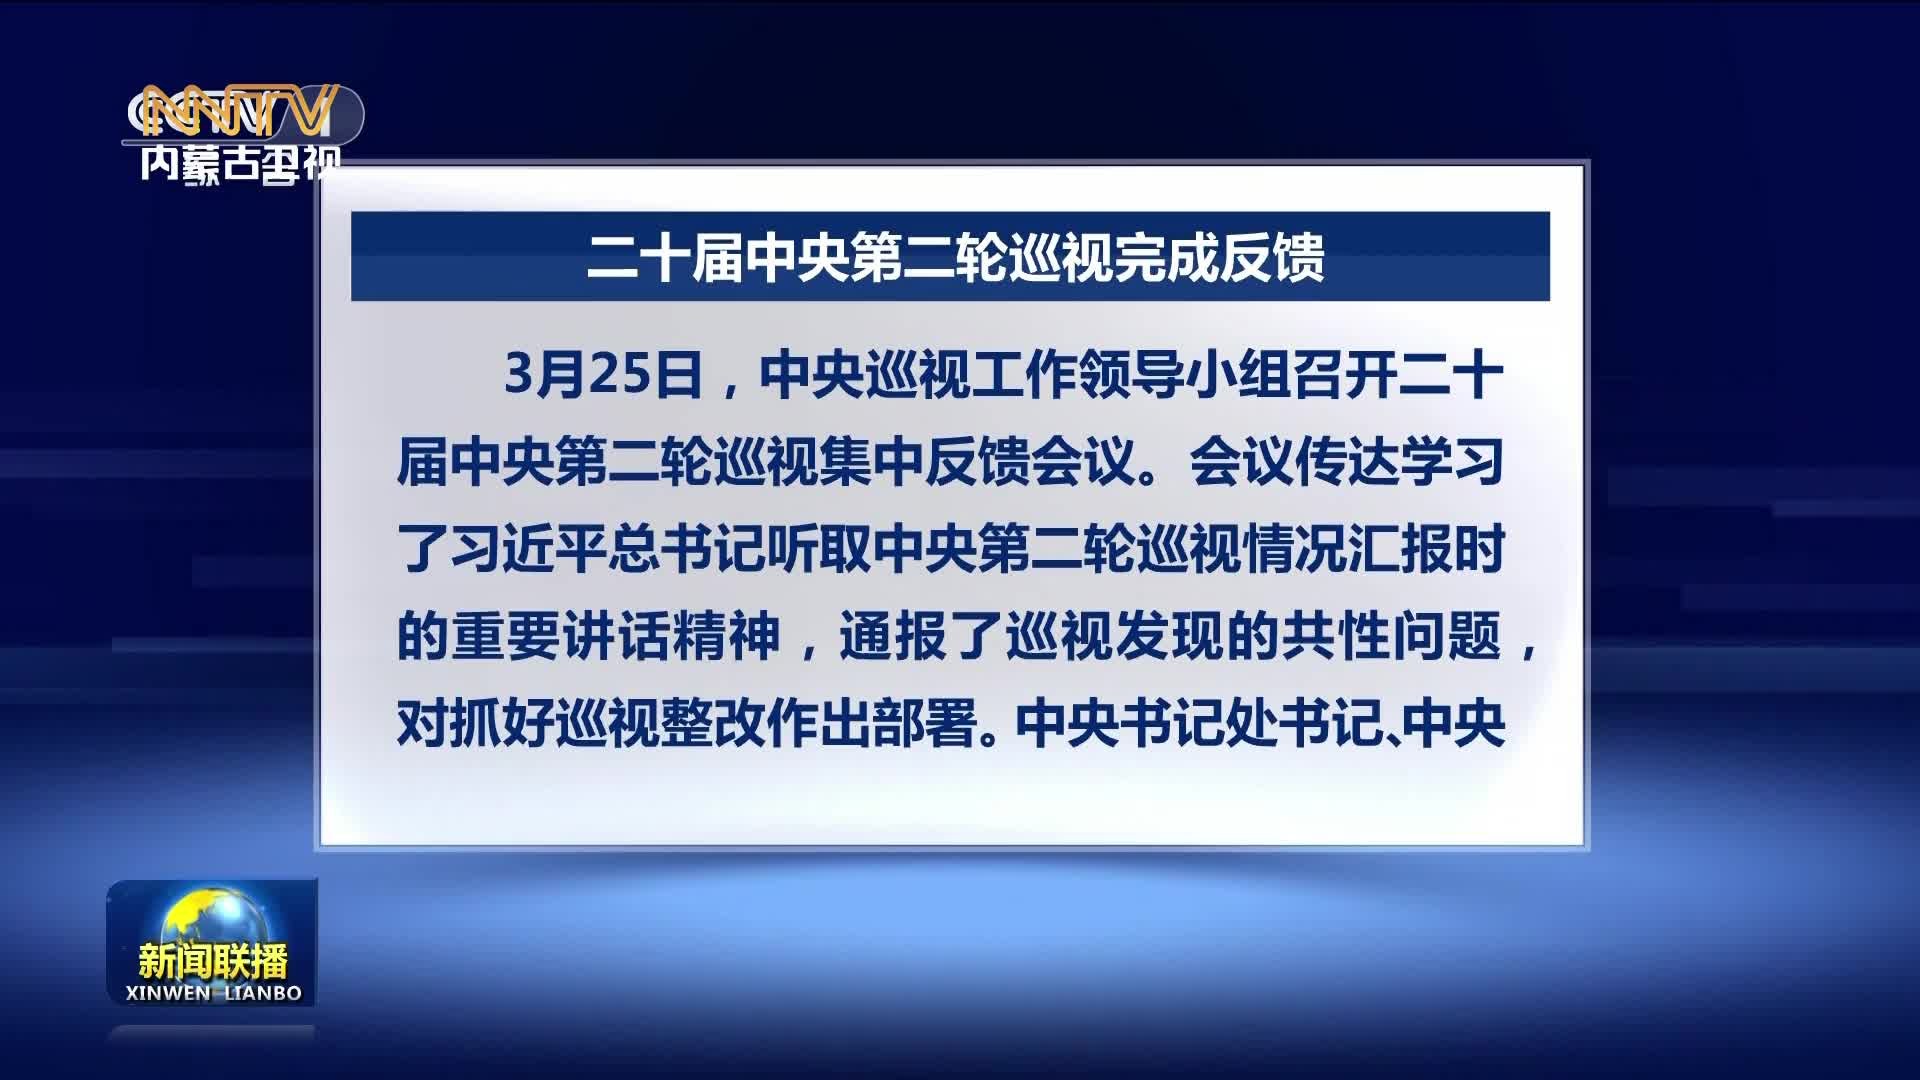 NNTV
内蒙古卫视
二十届中央第二轮巡视完成反馈
3月25日，中央巡视工作领导小组召开二十
届中央第二轮巡视集中反馈会议。会议传达学习
了习近平总书记听取中央第二轮巡视情况汇报时
的重要讲话精神，通报了巡视发现的共性问题，
对抓好巡视整改作出部署。中央书记处书记、中央
新闻联播
XINWEN LIANBO